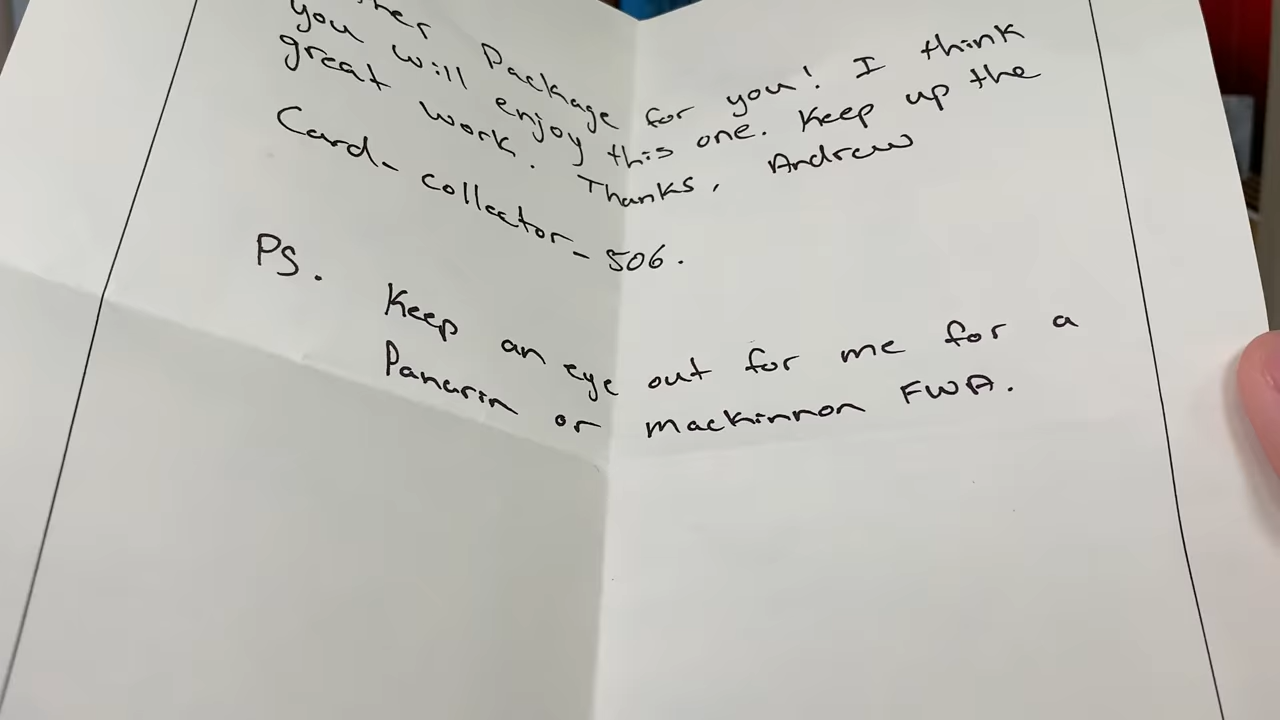 Package for you! I think
you will enjoy this one. Keep up the
great work. Thanks, Andrew
Card-collector-506.
PS. Keep an eye out for me for a
Panarin or mackinnon FWA.